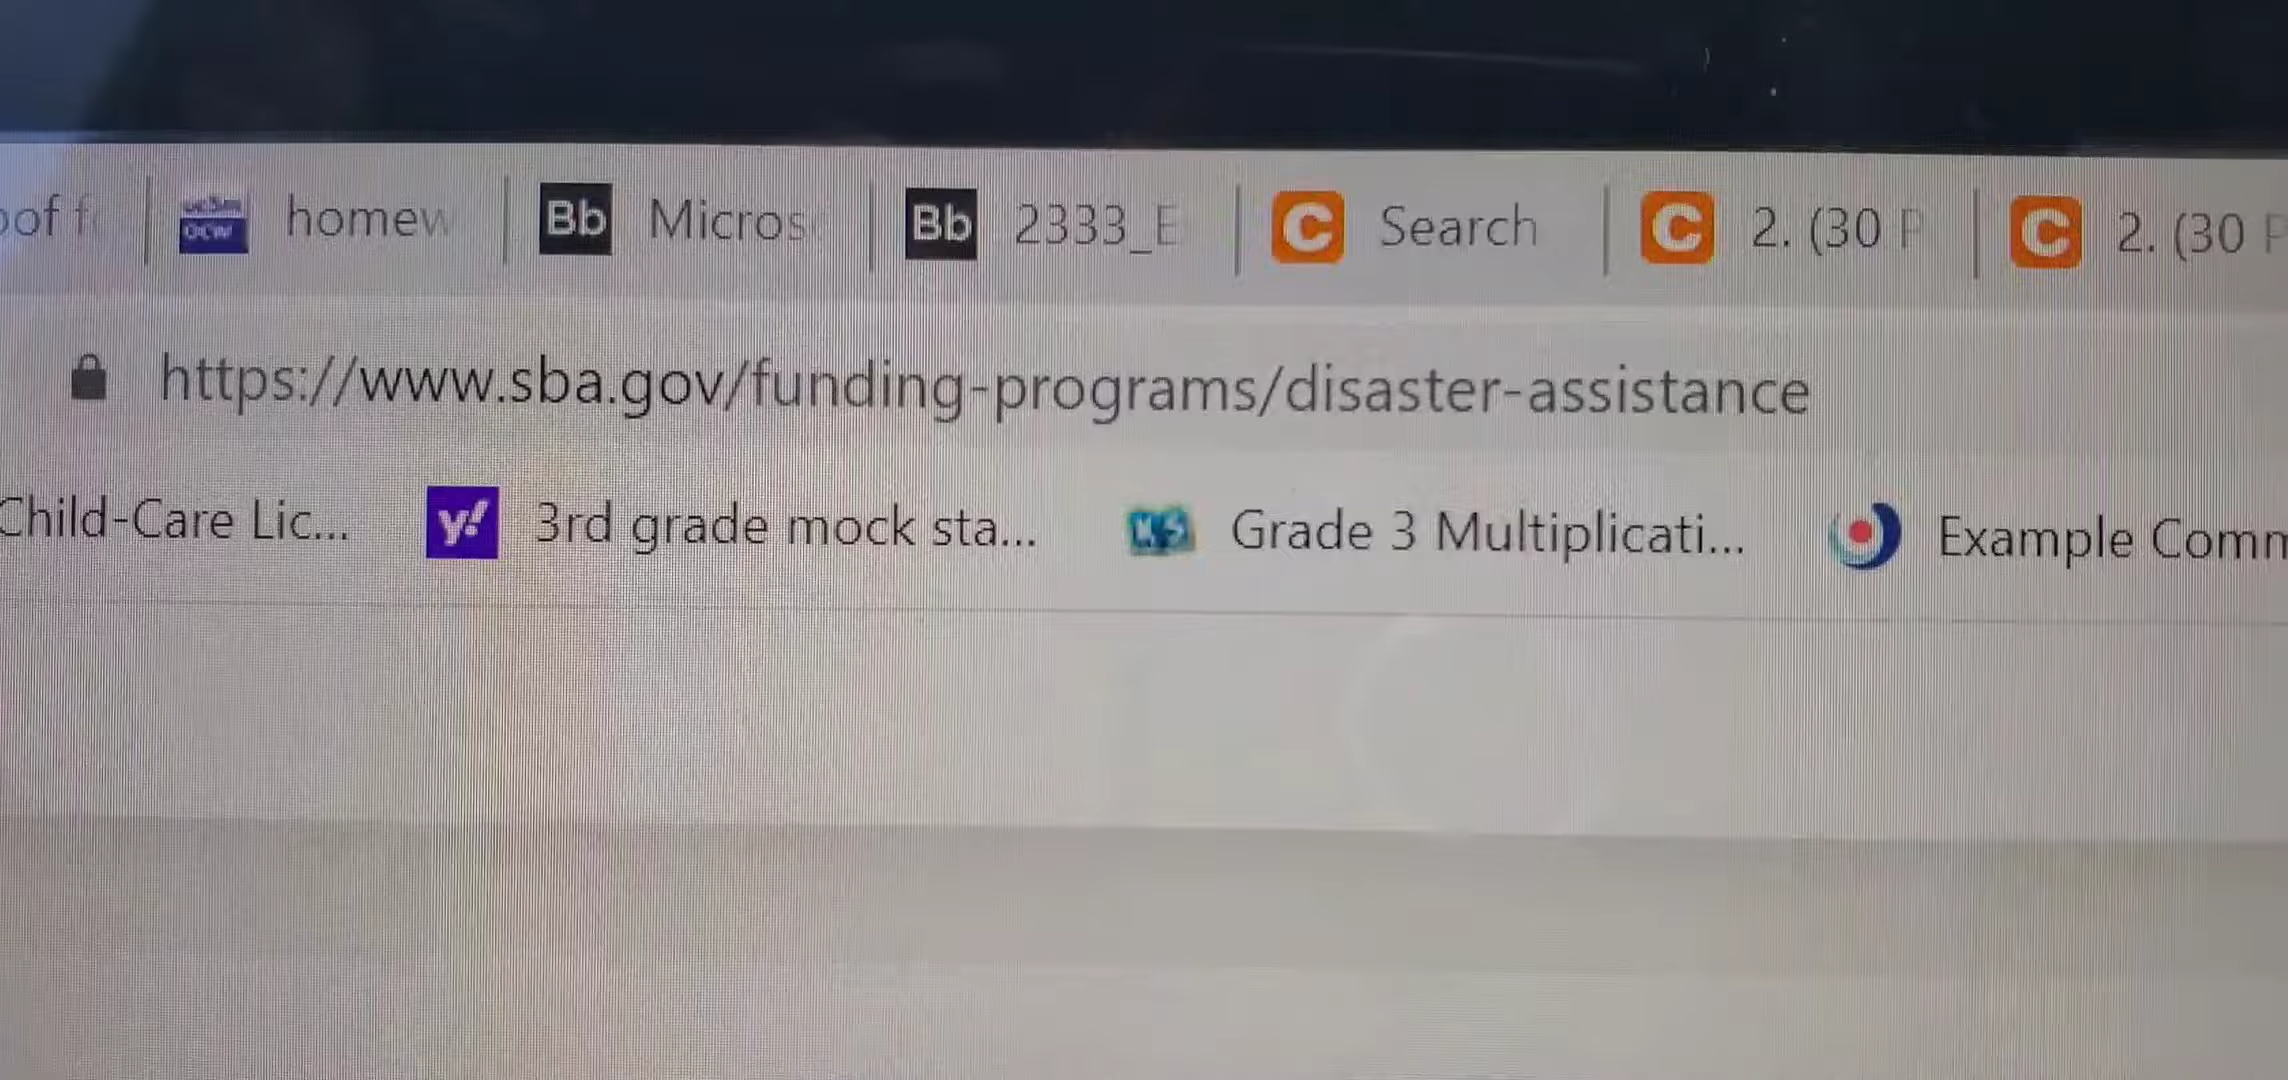 oof f homew Bb Micros Bb 2333_E C Search C 2. (30 P C 2. (30 P
https://www.sba.gov/funding-programs/disaster-assistance
Child-Care Lic... y! 3rd grade mock sta... Grade 3 Multiplicati... Example Comm